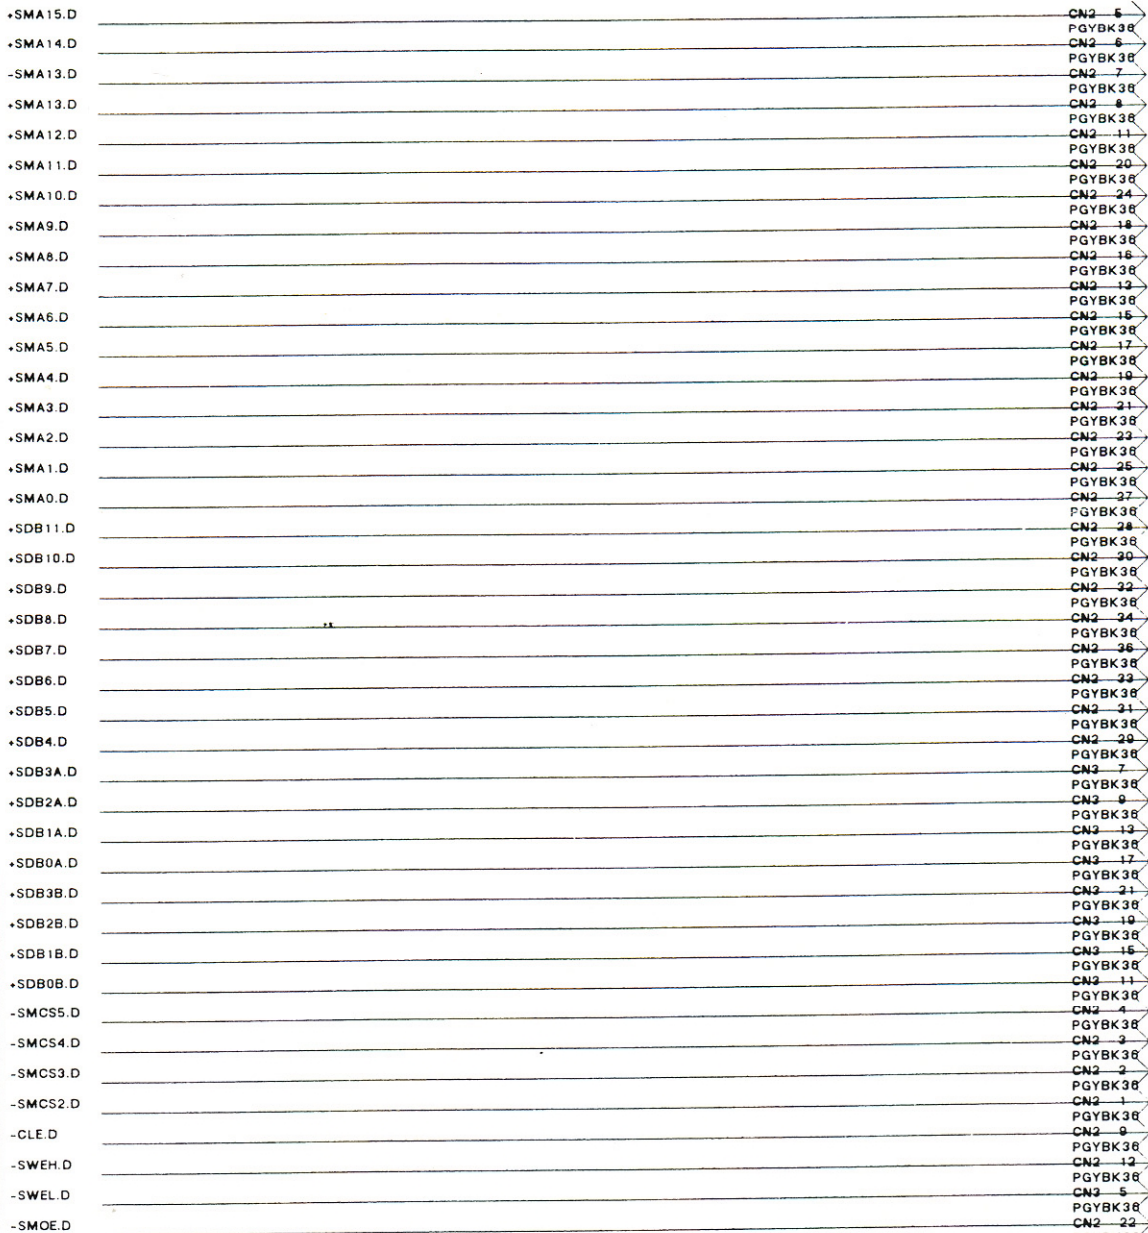 +SMA15.D CN2 5
PGYBK36
+SMA14.D CN2 6
PGYBK36
-SMA13.D CN2 7
PGYBK36
+SMA13.D CN2 8
PGYBK36
+SMA12.D CN2 11
PGYBK36
+SMA11.D CN2 20
PGYBK36
+SMA10.D CN2 24
PGYBK36
+SMA9.D CN2 18
PGYBK36
+SMA8.D CN2 16
PGYBK36
+SMA7.D CN2 13
PGYBK36
+SMA6.D CN2 15
PGYBK36
+SMA5.D CN2 17
PGYBK36
+SMA4.D CN2 19
PGYBK36
+SMA3.D CN2 21
PGYBK36
+SMA2.D CN2 23
PGYBK36
+SMA1.D CN2 25
PGYBK36
+SMA0.D CN2 27
PGYBK36
+SDB11.D CN2 28
PGYBK36
+SDB10.D CN2 30
PGYBK36
+SDB9.D CN2 32
PGYBK36
+SDB8.D CN2 34
PGYBK36
+SDB7.D CN2 36
PGYBK36
+SDB6.D CN2 33
PGYBK36
+SDB5.D CN2 31
PGYBK36
+SDB4.D CN2 29
PGYBK36
+SDB3A.D CN3 7
PGYBK36
+SDB2A.D CN3 9
PGYBK36
+SDB1A.D CN3 13
PGYBK36
+SDB0A.D CN3 17
PGYBK36
+SDB3B.D CN3 21
PGYBK36
+SDB2B.D CN3 19
PGYBK36
+SDB1B.D CN3 15
PGYBK36
+SDB0B.D CN3 11
PGYBK36
-SMCS5.D CN2 4
PGYBK36
-SMCS4.D CN2 3
PGYBK36
-SMCS3.D CN2 2
PGYBK36
-SMCS2.D CN2 1
PGYBK36
-CLE.D CN2 9
PGYBK36
-SWEH.D CN2 12
PGYBK36
-SWEL.D CN3 5
PGYBK36
-SMOE.D CN2 22